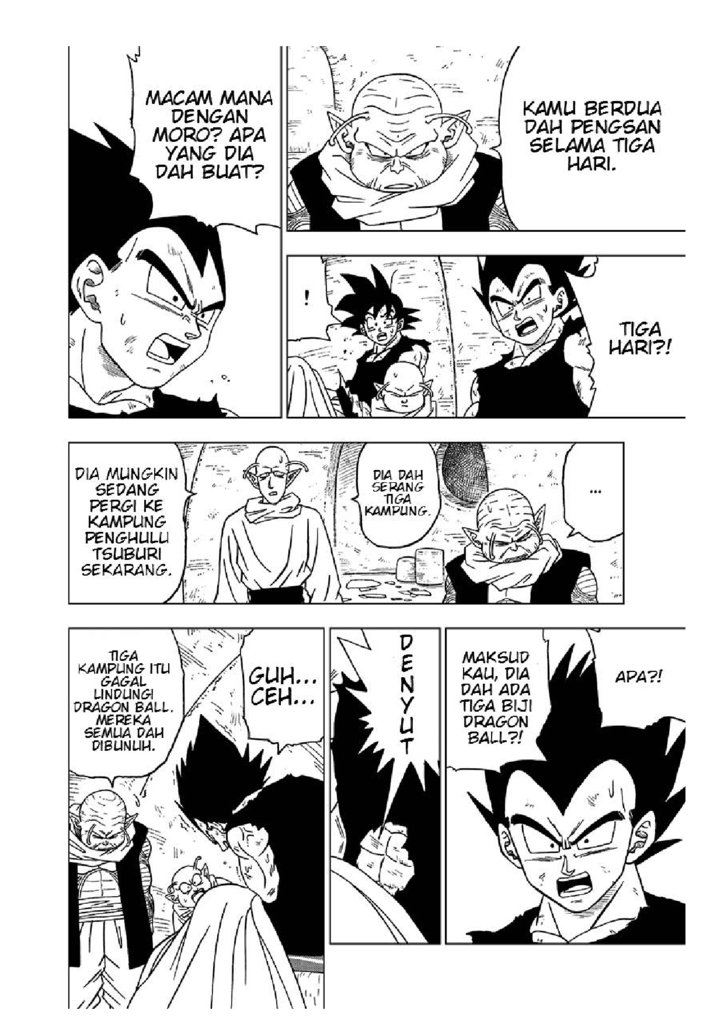 KAMU BERDUA
DAH PENGSAN
SELAMA TIGA
HARI.
MACAM MANA
DENGAN
MORO? APA
YANG DIA
DAH BUAT?
TIGA
HARI?!
!
...
DIA DAH
SERANG
TIGA
KAMPUNG.
DIA MUNGKIN
SEDANG
PERGI KE
KAMPUNG
PENGHULU
TSUBURI
SEKARANG.
APA?!
MAKSUD
KAU, DIA
DAH ADA
TIGA BIJI
DRAGON
BALL?!
DENYUT
GUH...
CEH...
TIGA
KAMPUNG ITU
GAGAL
LINDUNGI
DRAGON BALL.
MEREKA
SEMUA DAH
DIBUNUH.